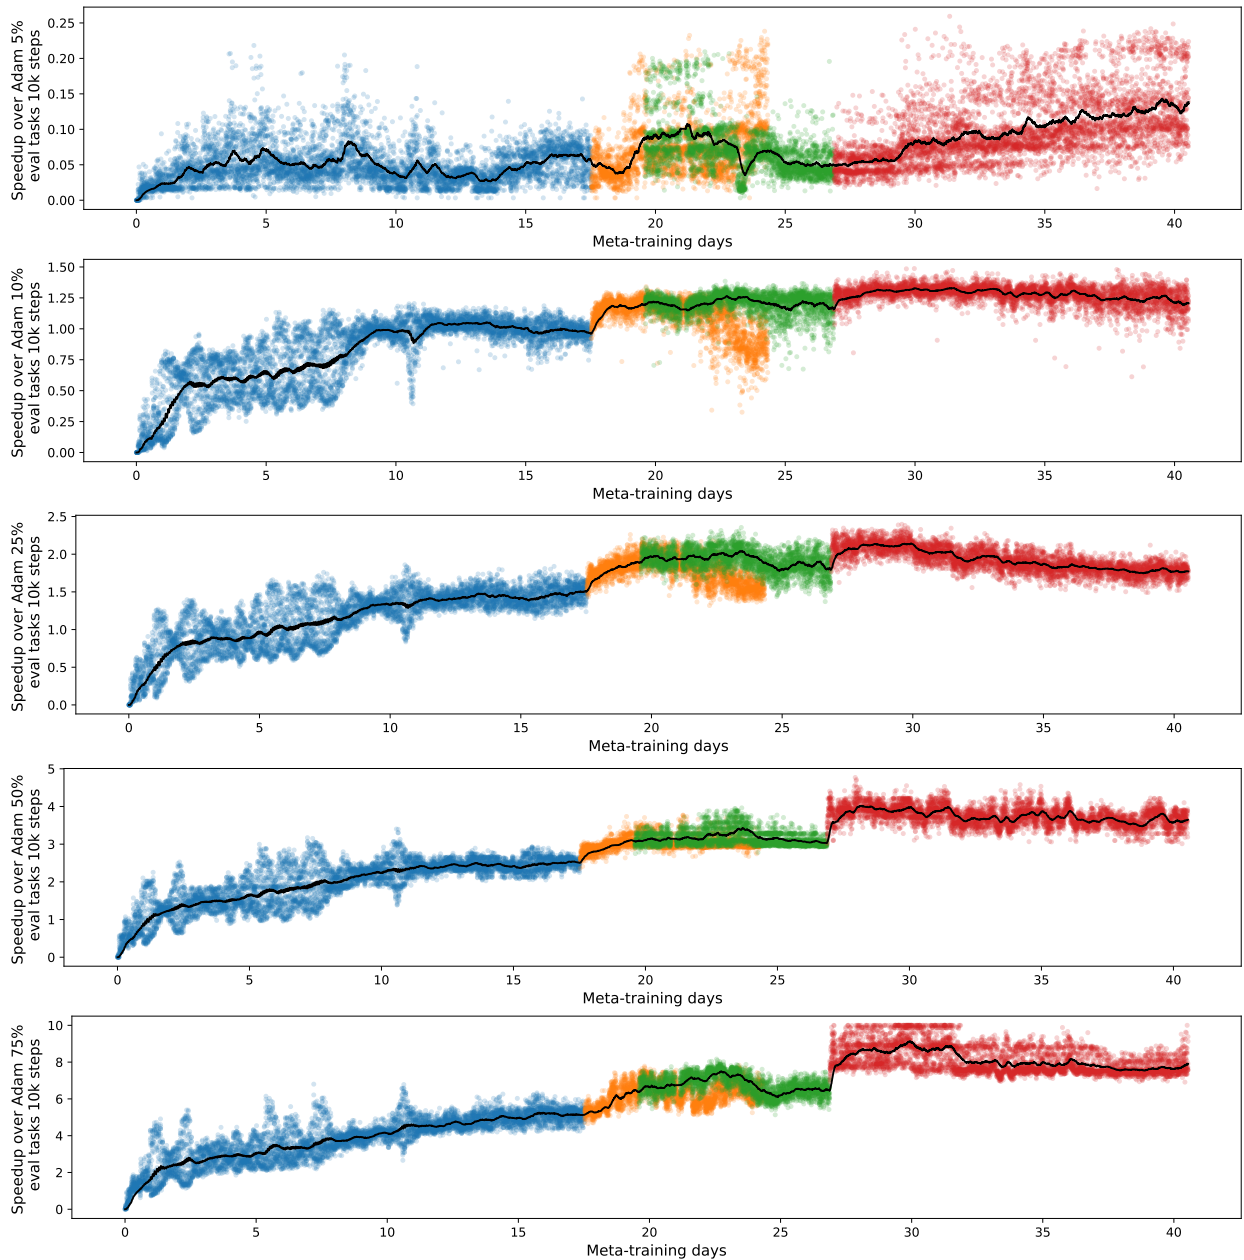 Speedup over Adam 5%
eval tasks 10k steps
0.25
0.20
0.15
0.10
0.05
0.00
0 5 10 15 20 25 30 35 40
Meta-training days
Speedup over Adam 10%
eval tasks 10k steps
1.50
1.25
1.00
0.75
0.50
0.25
0.00
0 5 10 15 20 25 30 35 40
Meta-training days
Speedup over Adam 25%
eval tasks 10k steps
2.5
2.0
1.5
1.0
0.5
0.0
0 5 10 15 20 25 30 35 40
Meta-training days
Speedup over Adam 50%
eval tasks 10k steps
5
4
3
2
1
0
0 5 10 15 20 25 30 35 40
Meta-training days
Speedup over Adam 75%
eval tasks 10k steps
10
8
6
4
2
0
0 5 10 15 20 25 30 35 40
Meta-training days